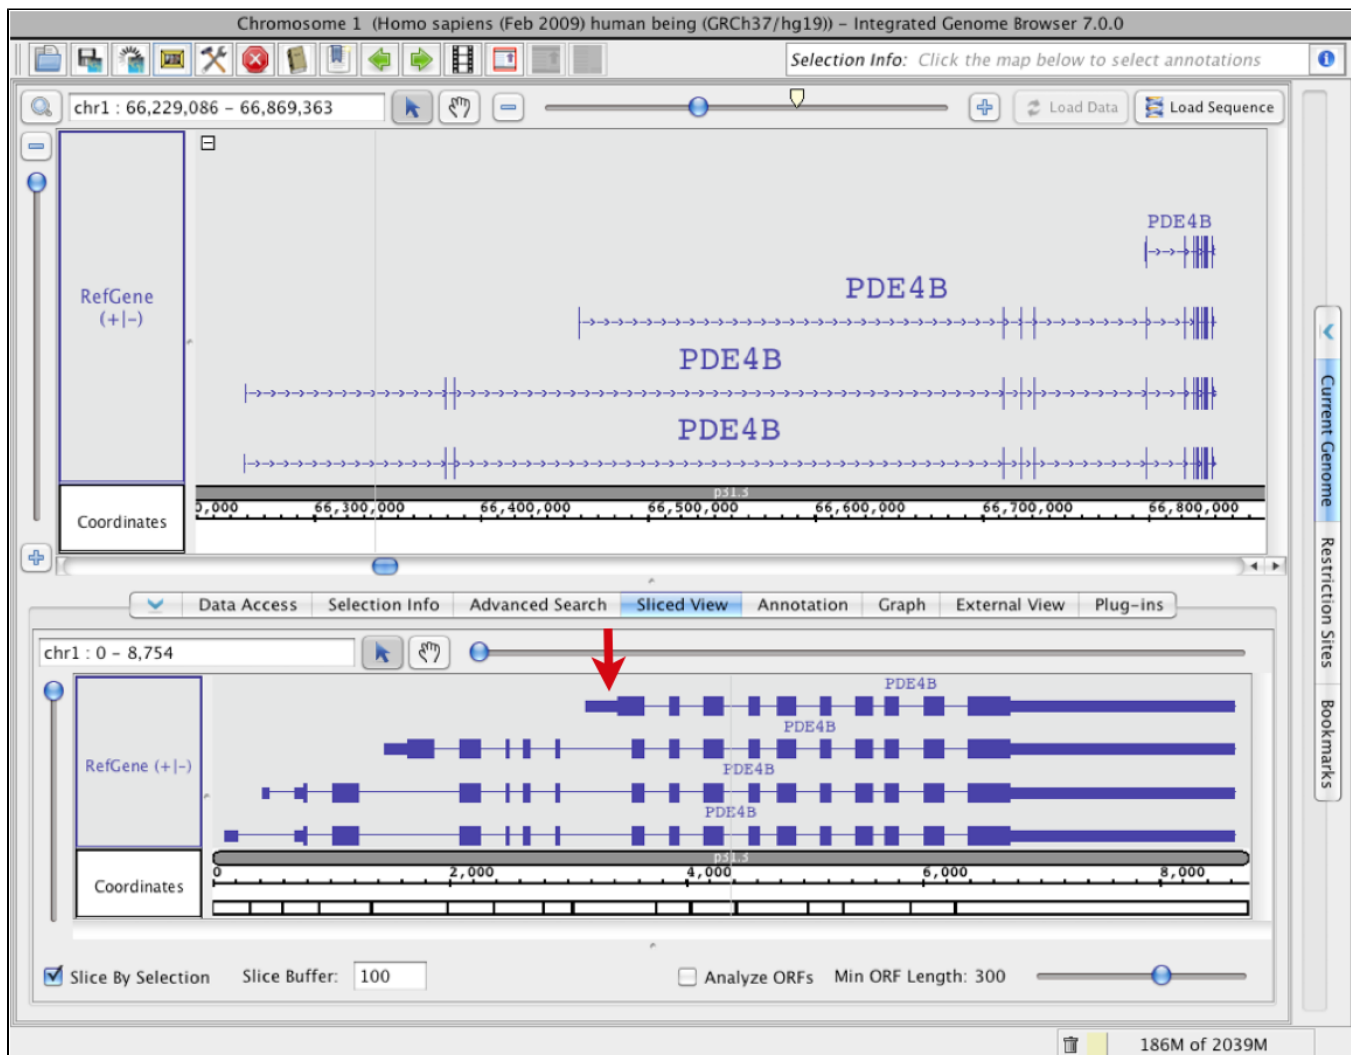 Chromosome 1 (Homo sapiens (Feb 2009) human being (GRCh37/hg19)) – Integrated Genome Browser 7.0.0
Selection Info: Click the map below to select annotations
chr1 : 66,229,086 – 66,869,363
Load Data
Load Sequence
PDE4B
PDE4B
RefGene
(+|–)
PDE4B
PDE4B
p31.3
Coordinates
0,000 66,300,000 66,400,000 66,500,000 66,600,000 66,700,000 66,800,000
Current Genome
Restriction Sites
Bookmarks
Data Access Selection Info Advanced Search Sliced View Annotation Graph External View Plug-ins
chr1 : 0 – 8,754
PDE4B
PDE4B
RefGene (+|–)
PDE4B
PDE4B
p31.3
Coordinates
0 2,000 4,000 6,000 8,000
Slice By Selection Slice Buffer: 100 Analyze ORFs Min ORF Length: 300
186M of 2039M